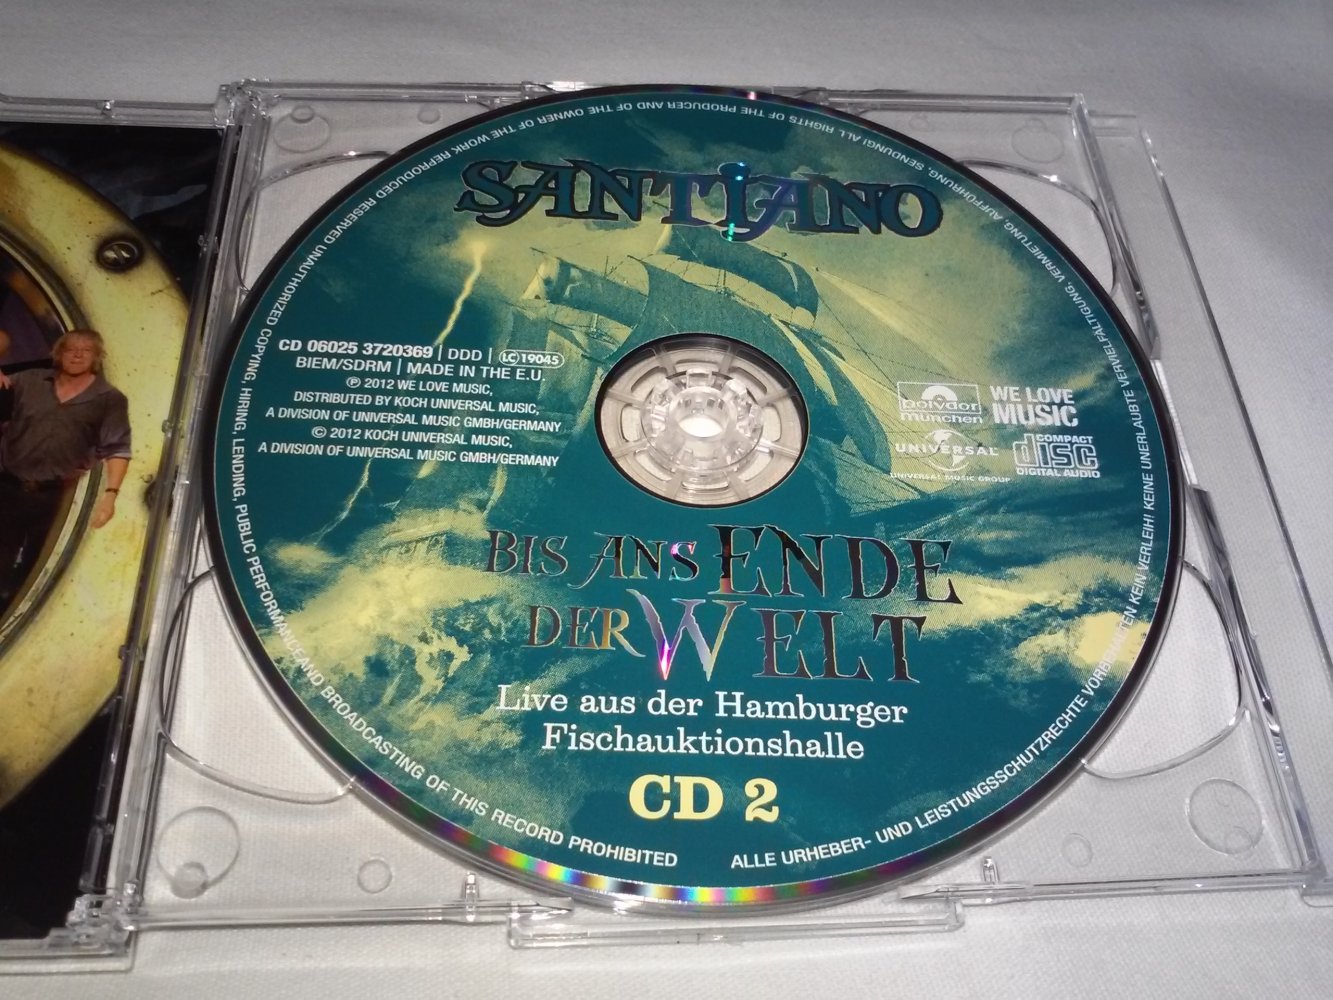 SANTIANO
CD 06025 3720369 | DDD | LC 19045
BIEM/SDRM | MADE IN THE E.U.
℗ 2012 WE LOVE MUSIC,
DISTRIBUTED BY KOCH UNIVERSAL MUSIC,
A DIVISION OF UNIVERSAL MUSIC GMBH/GERMANY
© 2012 KOCH UNIVERSAL MUSIC,
A DIVISION OF UNIVERSAL MUSIC GMBH/GERMANY
polydor
münchen
WE LOVE
MUSIC
UNIVERSAL
UNIVERSAL MUSIC GROUP
COMPACT
disc
DIGITAL AUDIO
BIS ANS ENDE
DER WELT
Live aus der Hamburger
Fischauktionshalle
CD 2
ALLE URHEBER- UND LEISTUNGSSCHUTZRECHTE VORBEHALTEN KEIN VERLEIH! KEINE UNERLAUBTE VERVIELFÄLTIGUNG, VERMIETUNG, AUFFÜHRUNG, SENDUNG! ALL RIGHTS OF THE PRODUCER AND OF THE OWNER OF THE WORK REPRODUCED RESERVED UNAUTHORIZED COPYING, HIRING, LENDING, PUBLIC PERFORMANCE AND BROADCASTING OF THIS RECORD PROHIBITED